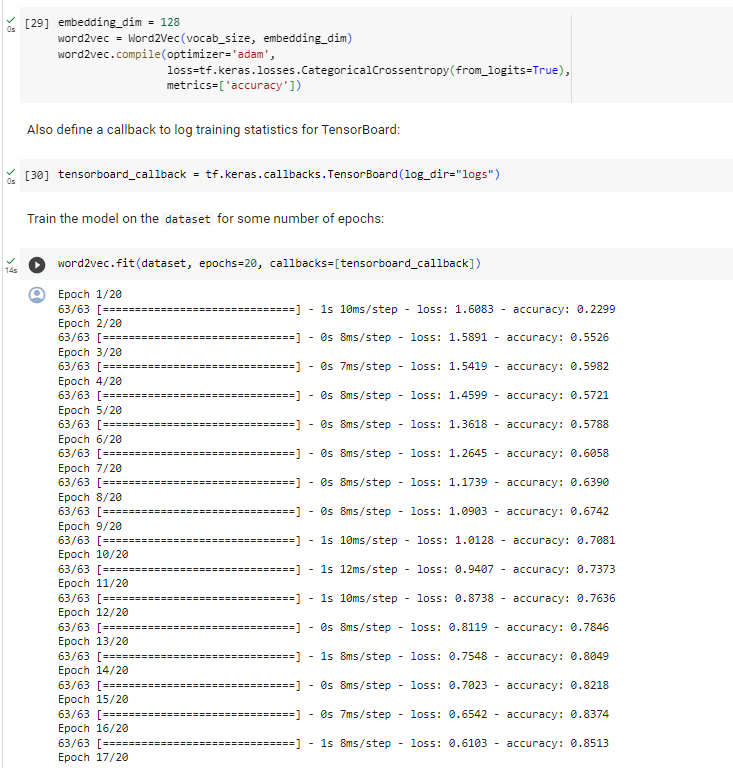 [29] embedding_dim = 128
word2vec = Word2Vec(vocab_size, embedding_dim)
word2vec.compile(optimizer='adam',
loss=tf.keras.losses.CategoricalCrossentropy(from_logits=True),
metrics=['accuracy'])
0s
Also define a callback to log training statistics for TensorBoard:
[30] tensorboard_callback = tf.keras.callbacks.TensorBoard(log_dir="logs")
0s
Train the model on the dataset for some number of epochs:
word2vec.fit(dataset, epochs=20, callbacks=[tensorboard_callback])
14s
Epoch 1/20
63/63 [==============================] - 1s 10ms/step - loss: 1.6083 - accuracy: 0.2299
Epoch 2/20
63/63 [==============================] - 0s 8ms/step - loss: 1.5891 - accuracy: 0.5526
Epoch 3/20
63/63 [==============================] - 0s 7ms/step - loss: 1.5419 - accuracy: 0.5982
Epoch 4/20
63/63 [==============================] - 0s 8ms/step - loss: 1.4599 - accuracy: 0.5721
Epoch 5/20
63/63 [==============================] - 0s 8ms/step - loss: 1.3618 - accuracy: 0.5788
Epoch 6/20
63/63 [==============================] - 0s 8ms/step - loss: 1.2645 - accuracy: 0.6058
Epoch 7/20
63/63 [==============================] - 0s 8ms/step - loss: 1.1739 - accuracy: 0.6390
Epoch 8/20
63/63 [==============================] - 0s 8ms/step - loss: 1.0903 - accuracy: 0.6742
Epoch 9/20
63/63 [==============================] - 1s 10ms/step - loss: 1.0128 - accuracy: 0.7081
Epoch 10/20
63/63 [==============================] - 1s 12ms/step - loss: 0.9407 - accuracy: 0.7373
Epoch 11/20
63/63 [==============================] - 1s 10ms/step - loss: 0.8738 - accuracy: 0.7636
Epoch 12/20
63/63 [==============================] - 0s 8ms/step - loss: 0.8119 - accuracy: 0.7846
Epoch 13/20
63/63 [==============================] - 1s 8ms/step - loss: 0.7548 - accuracy: 0.8049
Epoch 14/20
63/63 [==============================] - 0s 8ms/step - loss: 0.7023 - accuracy: 0.8218
Epoch 15/20
63/63 [==============================] - 0s 7ms/step - loss: 0.6542 - accuracy: 0.8374
Epoch 16/20
63/63 [==============================] - 1s 8ms/step - loss: 0.6103 - accuracy: 0.8513
Epoch 17/20